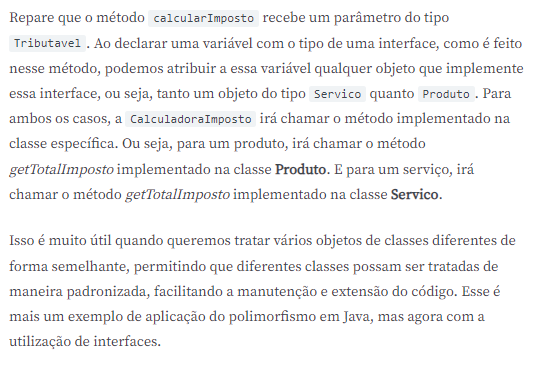 Repare que o método calcularImposto recebe um parâmetro do tipo
Tributavel. Ao declarar uma variável com o tipo de uma interface, como é feito
nesse método, podemos atribuir a essa variável qualquer objeto que implemente
essa interface, ou seja, tanto um objeto do tipo Servico quanto Produto. Para
ambos os casos, a CalculadoraImposto irá chamar o método implementado na
classe específica. Ou seja, para um produto, irá chamar o método
getTotalImposto implementado na classe Produto. E para um serviço, irá
chamar o método getTotalImposto implementado na classe Servico.
Isso é muito útil quando queremos tratar vários objetos de classes diferentes de
forma semelhante, permitindo que diferentes classes possam ser tratadas de
maneira padronizada, facilitando a manutenção e extensão do código. Esse é
mais um exemplo de aplicação do polimorfismo em Java, mas agora com a
utilização de interfaces.